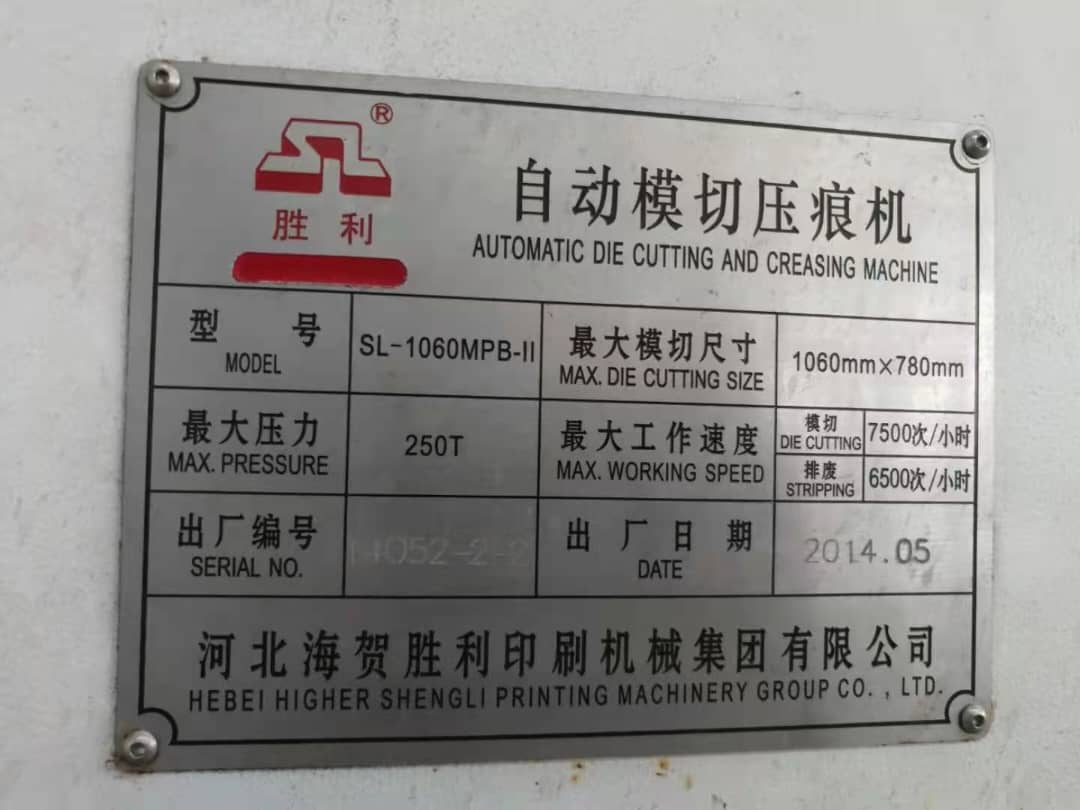 ®
胜利
自动模切压痕机
AUTOMATIC DIE CUTTING AND CREASING MACHINE
型号
MODEL
SL-1060MPB-II
最大模切尺寸
MAX. DIE CUTTING SIZE
1060mm×780mm
最大压力
MAX. PRESSURE
250T
最大工作速度
MAX. WORKING SPEED
模切
DIE CUTTING
7500次/小时
排废
STRIPPING
6500次/小时
出厂编号
SERIAL NO.
14052-2-2
出厂日期
DATE
2014.05
河北海贺胜利印刷机械集团有限公司
HEBEI HIGHER SHENGLI PRINTING MACHINERY GROUP CO., LTD.